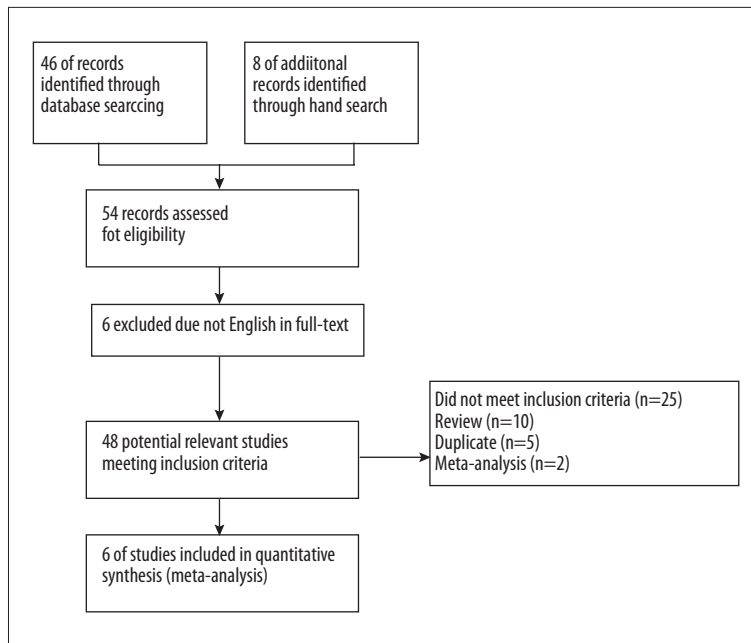 46 of records
identified through
database searccing
8 of addiitonal
records identified
through hand search
54 records assessed
fot eligibility
6 excluded due not English in full-text
48 potential relevant studies
meeting inclusion criteria
Did not meet inclusion criteria (n=25)
Review (n=10)
Duplicate (n=5)
Meta-analysis (n=2)
6 of studies included in quantitative
synthesis (meta-analysis)